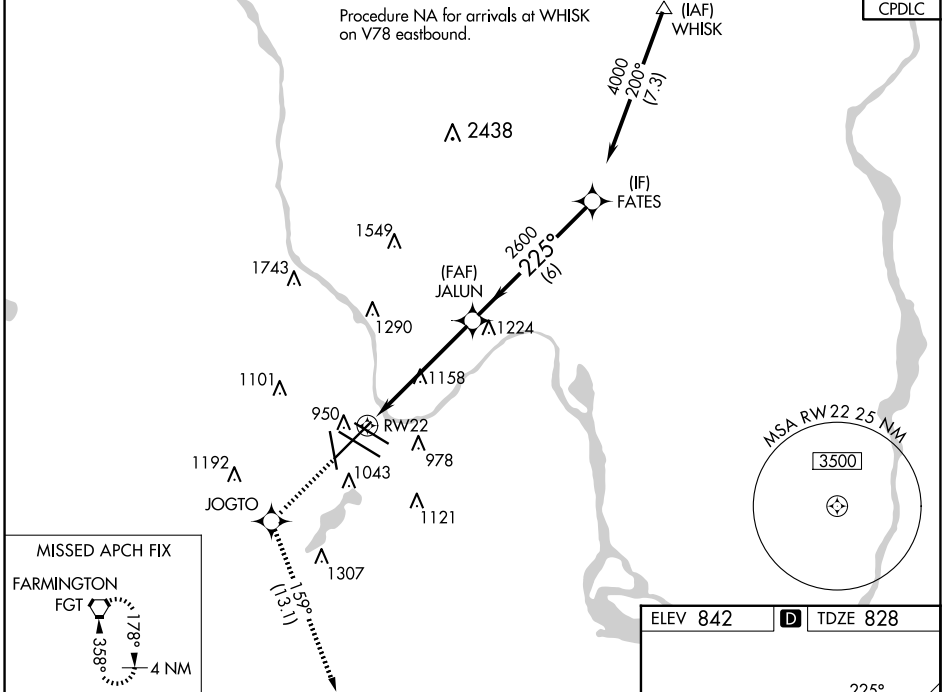 Procedure NA for arrivals at WHISK
on V78 eastbound.
(IAF)
WHISK
CPDLC
4000
200°
(7.3)
2438
(IF)
FATES
1549
2600
225°
(6)
1743
(FAF)
JALUN
1290
1224
1158
1101
950
RW22
978
MSA RW22 25 NM
3500
1192
1043
JOGTO
1121
1307
159°
(13.1)
MISSED APCH FIX
FARMINGTON
FGT
178°
358°
4 NM
ELEV 842
D
TDZE 828
225°